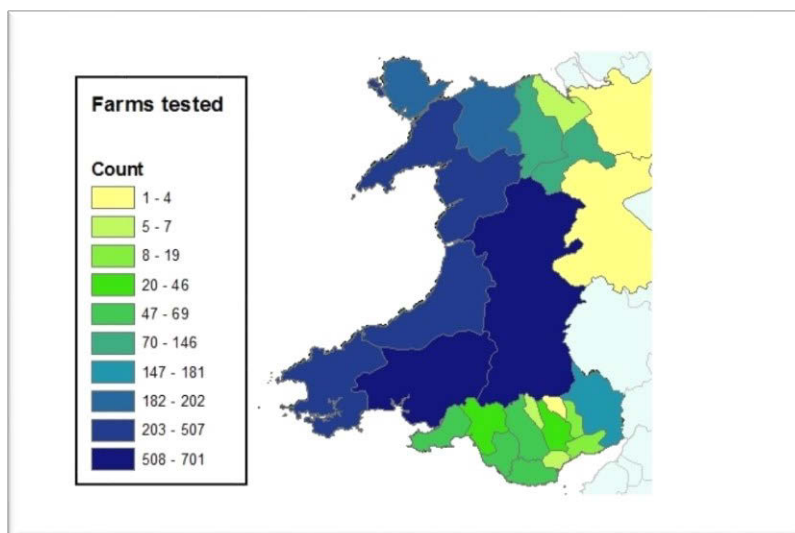 Farms tested
Count
1 - 4
5 - 7
8 - 19
20 - 46
47 - 69
70 - 146
147 - 181
182 - 202
203 - 507
508 - 701